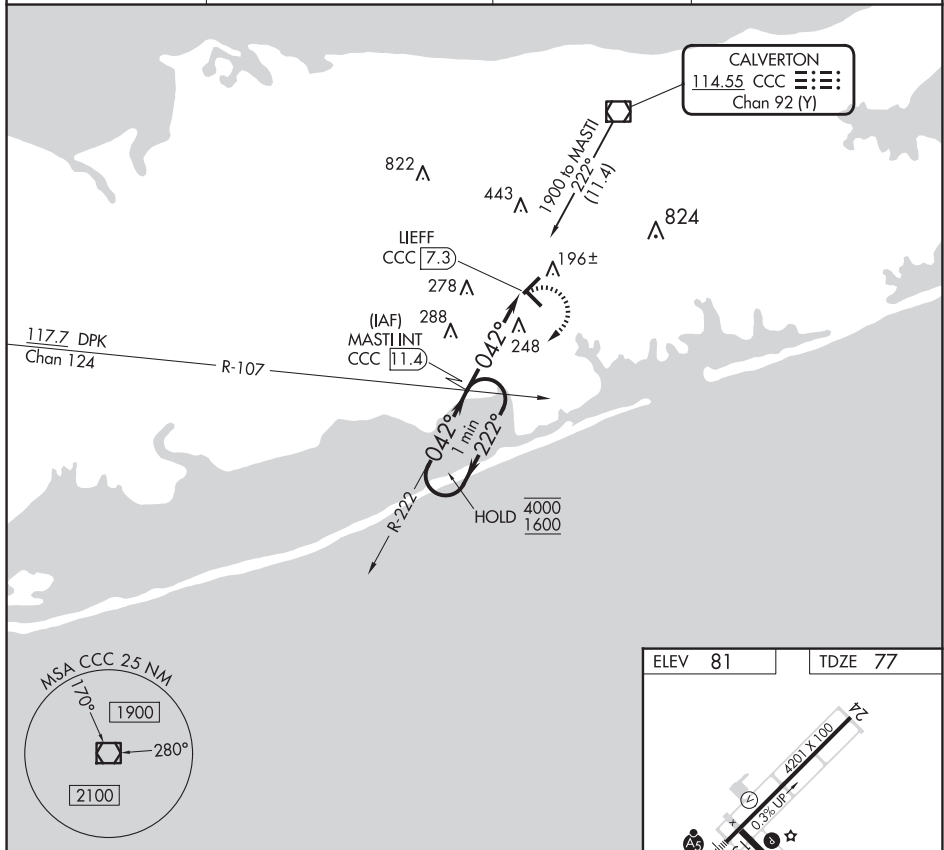 CALVERTON
114.55 CCC
Chan 92 (Y)
1900 to MASTI
222°
(11.4)
822
443
824
LIEFF
CCC 7.3
196±
278
(IAF)
MASTI INT
CCC 11.4
288
248
042°
117.7 DPK
Chan 124
R-107
042°
1 min
222°
R-222
HOLD 4000
1600
MSA CCC 25 NM
170°
1900
280°
2100
ELEV 81
TDZE 77
24
4201 X 100
0.3% UP
V
A5
P